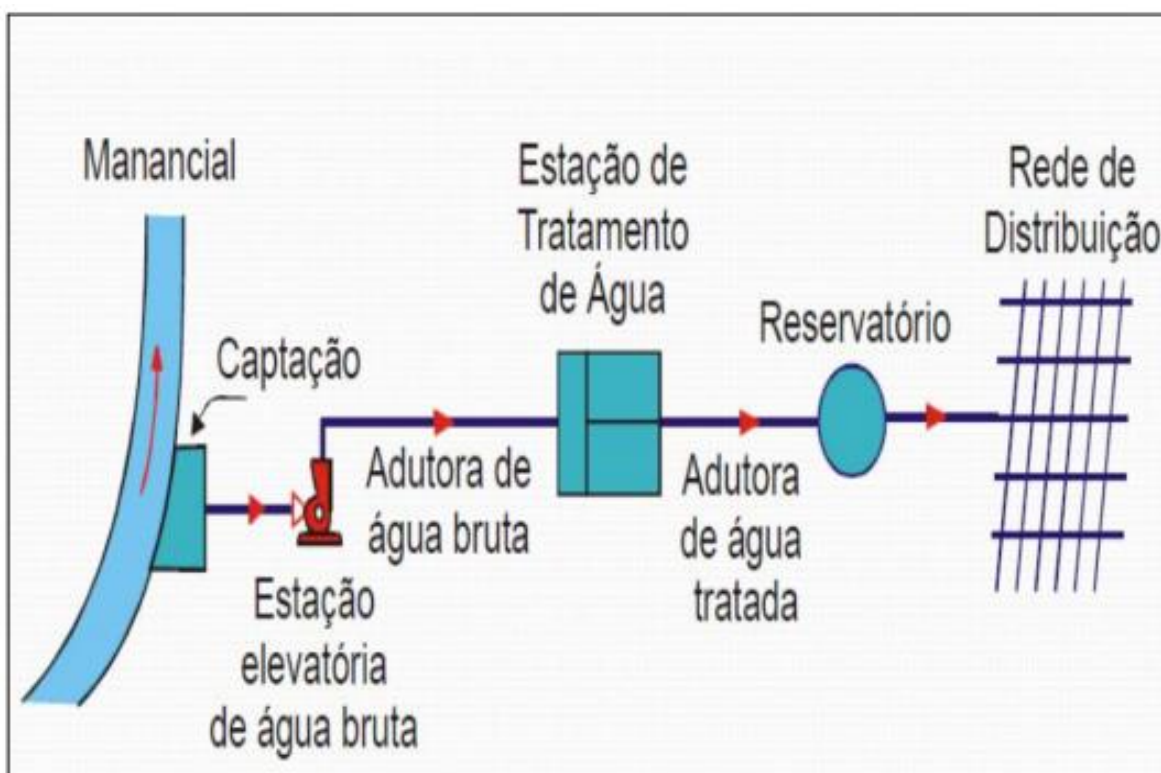 Manancial
Captação
Estação
elevatória
de água bruta
Adutora de
água bruta
Estação de
Tratamento
de Água
Adutora
de água
tratada
Reservatório
Rede de
Distribuição